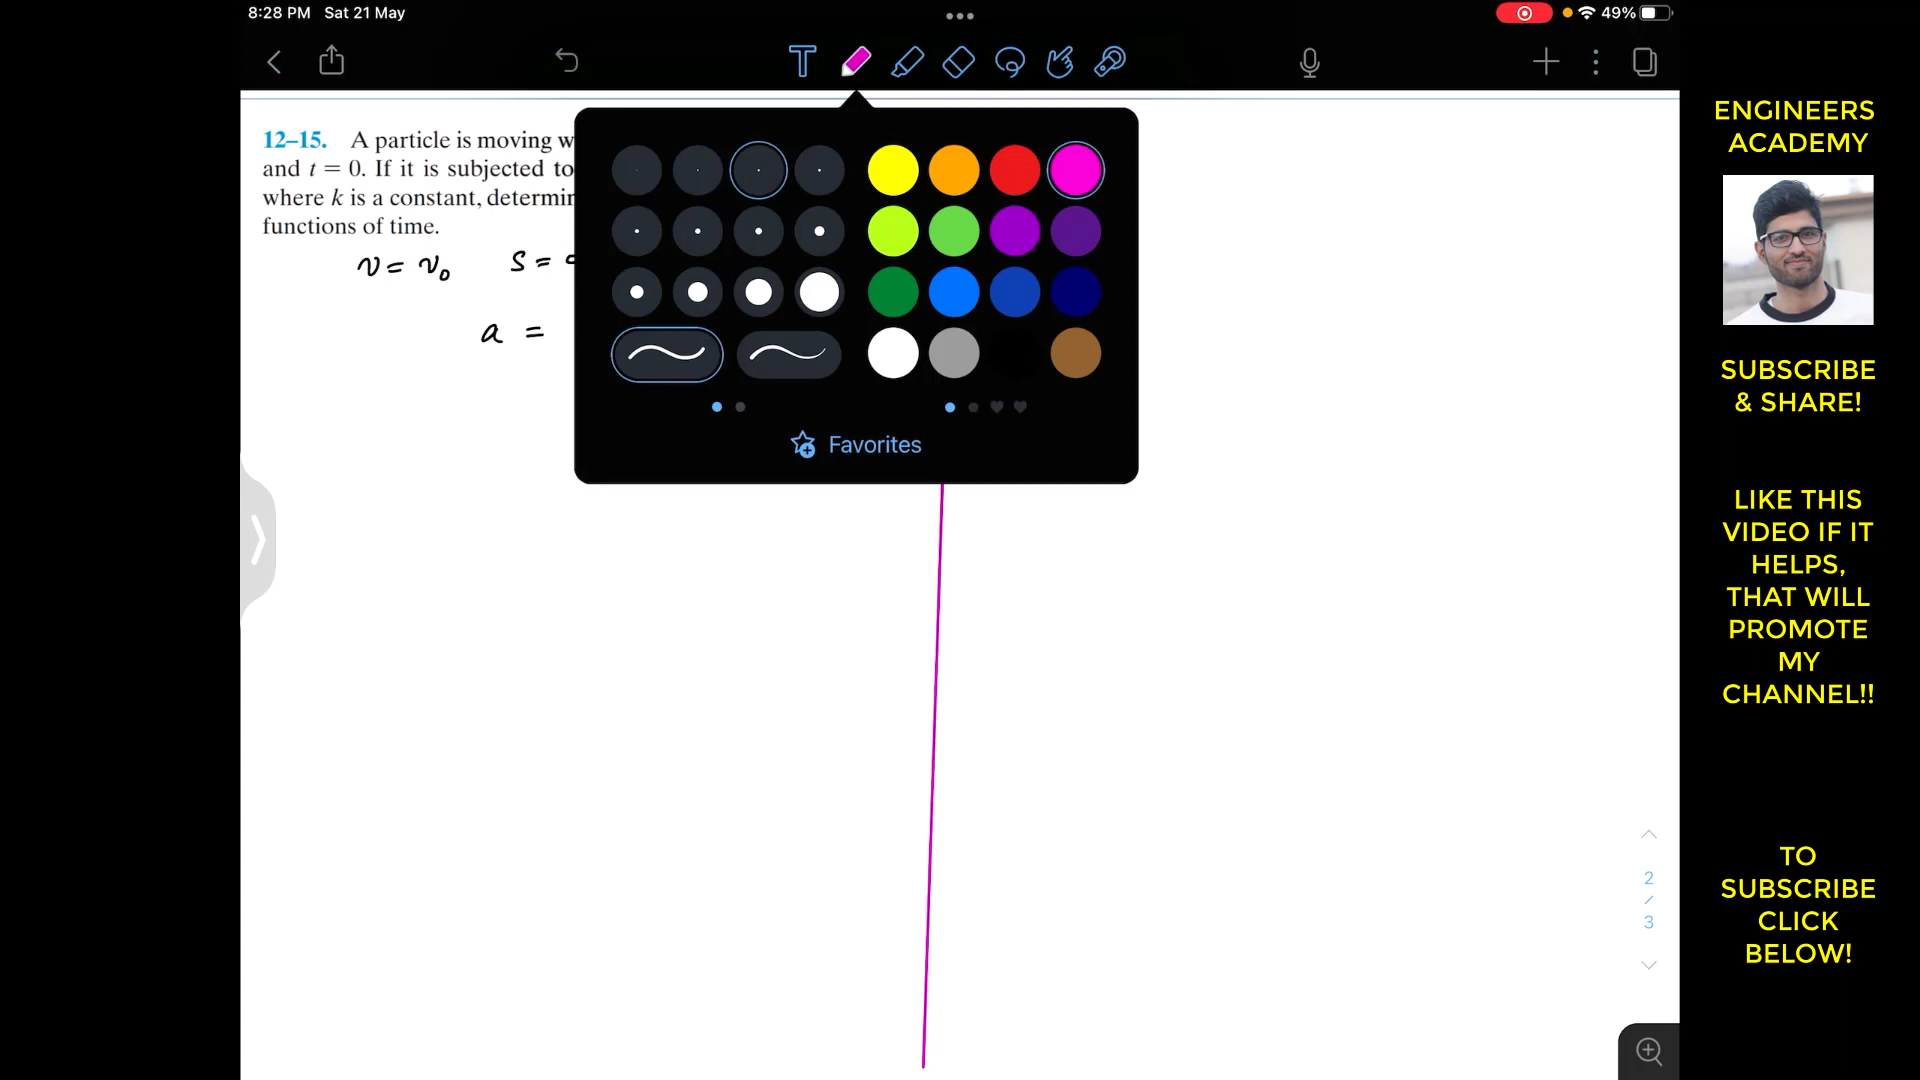 8:28 PM Sat 21 May
49%
T
12–15. A particle is moving w
and t = 0. If it is subjected to
where k is a constant, determin
functions of time.
v = v₀ s =
a =
Favorites
2
3
ENGINEERS
ACADEMY
SUBSCRIBE
& SHARE!
LIKE THIS
VIDEO IF IT
HELPS,
THAT WILL
PROMOTE
MY
CHANNEL!!
TO
SUBSCRIBE
CLICK
BELOW!